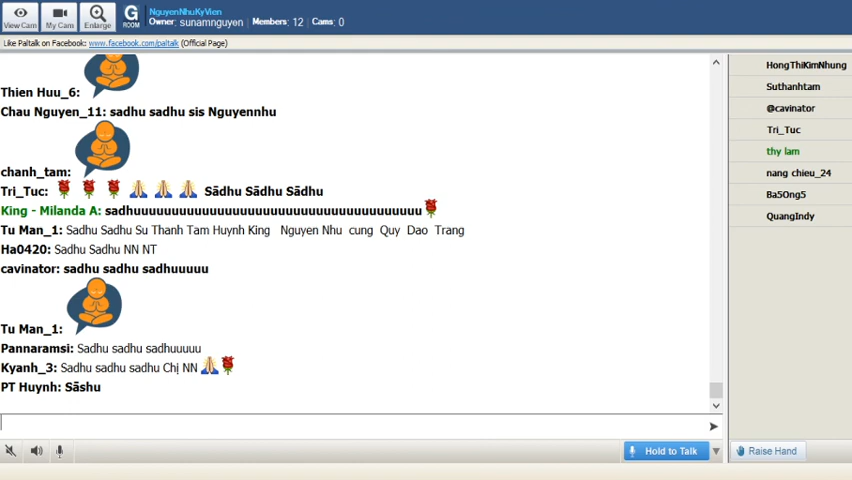 View Cam
My Cam
Enlarge
G
ROOM
NguyenNhuKyVien
Owner: sunamnguyen Members: 12 Cams: 0
Like Paltalk on Facebook: www.facebook.com/paltalk (Official Page)
Thien Huu_6:
Chau Nguyen_11: sadhu sadhu sis Nguyennhu
chanh_tam:
Tri_Tuc: Sādhu Sādhu Sādhu
King - Milanda A: sadhuuuuuuuuuuuuuuuuuuuuuuuuuuuuuuuuuuuuuu
Tu Man_1: Sadhu Sadhu Su Thanh Tam Huynh King Nguyen Nhu cung Quy Dao Trang
Ha0420: Sadhu Sadhu NN NT
cavinator: sadhu sadhu sadhuuuuu
Tu Man_1:
Pannaramsi: Sadhu sadhu sadhuuuuu
Kyanh_3: Sadhu sadhu sadhu Chị NN
PT Huynh: Sāshu
HongThiKimNhung
Suthanhtam
@cavinator
Tri_Tuc
thy lam
nang chieu_24
Ba5Ong5
QuangIndy
Hold to Talk
Raise Hand